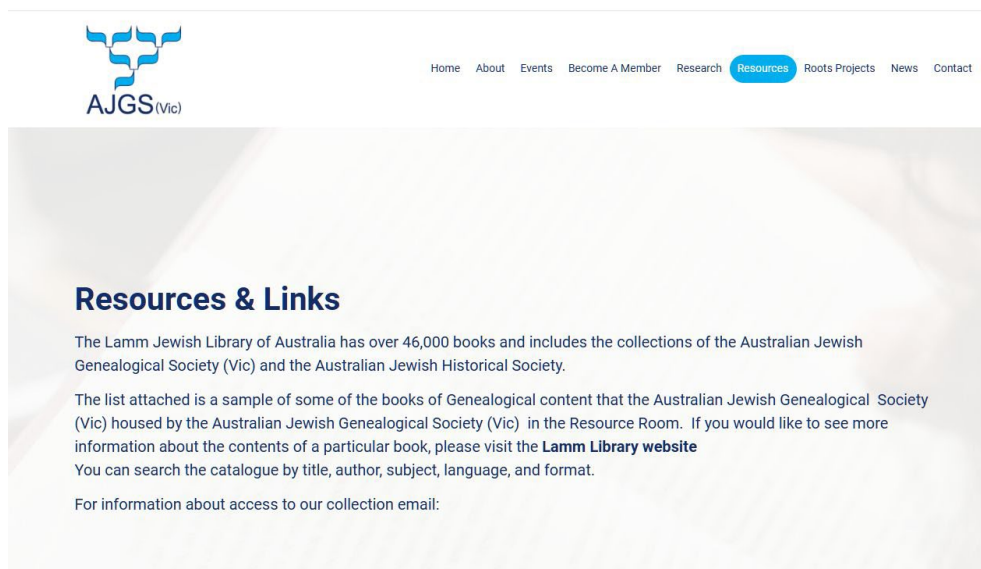 AJGS (Vic)
Home About Events Become A Member Research Resources Roots Projects News Contact
Resources & Links
The Lamm Jewish Library of Australia has over 46,000 books and includes the collections of the Australian Jewish
Genealogical Society (Vic) and the Australian Jewish Historical Society.
The list attached is a sample of some of the books of Genealogical content that the Australian Jewish Genealogical Society
(Vic) housed by the Australian Jewish Genealogical Society (Vic) in the Resource Room. If you would like to see more
information about the contents of a particular book, please visit the Lamm Library website
You can search the catalogue by title, author, subject, language, and format.
For information about access to our collection email: